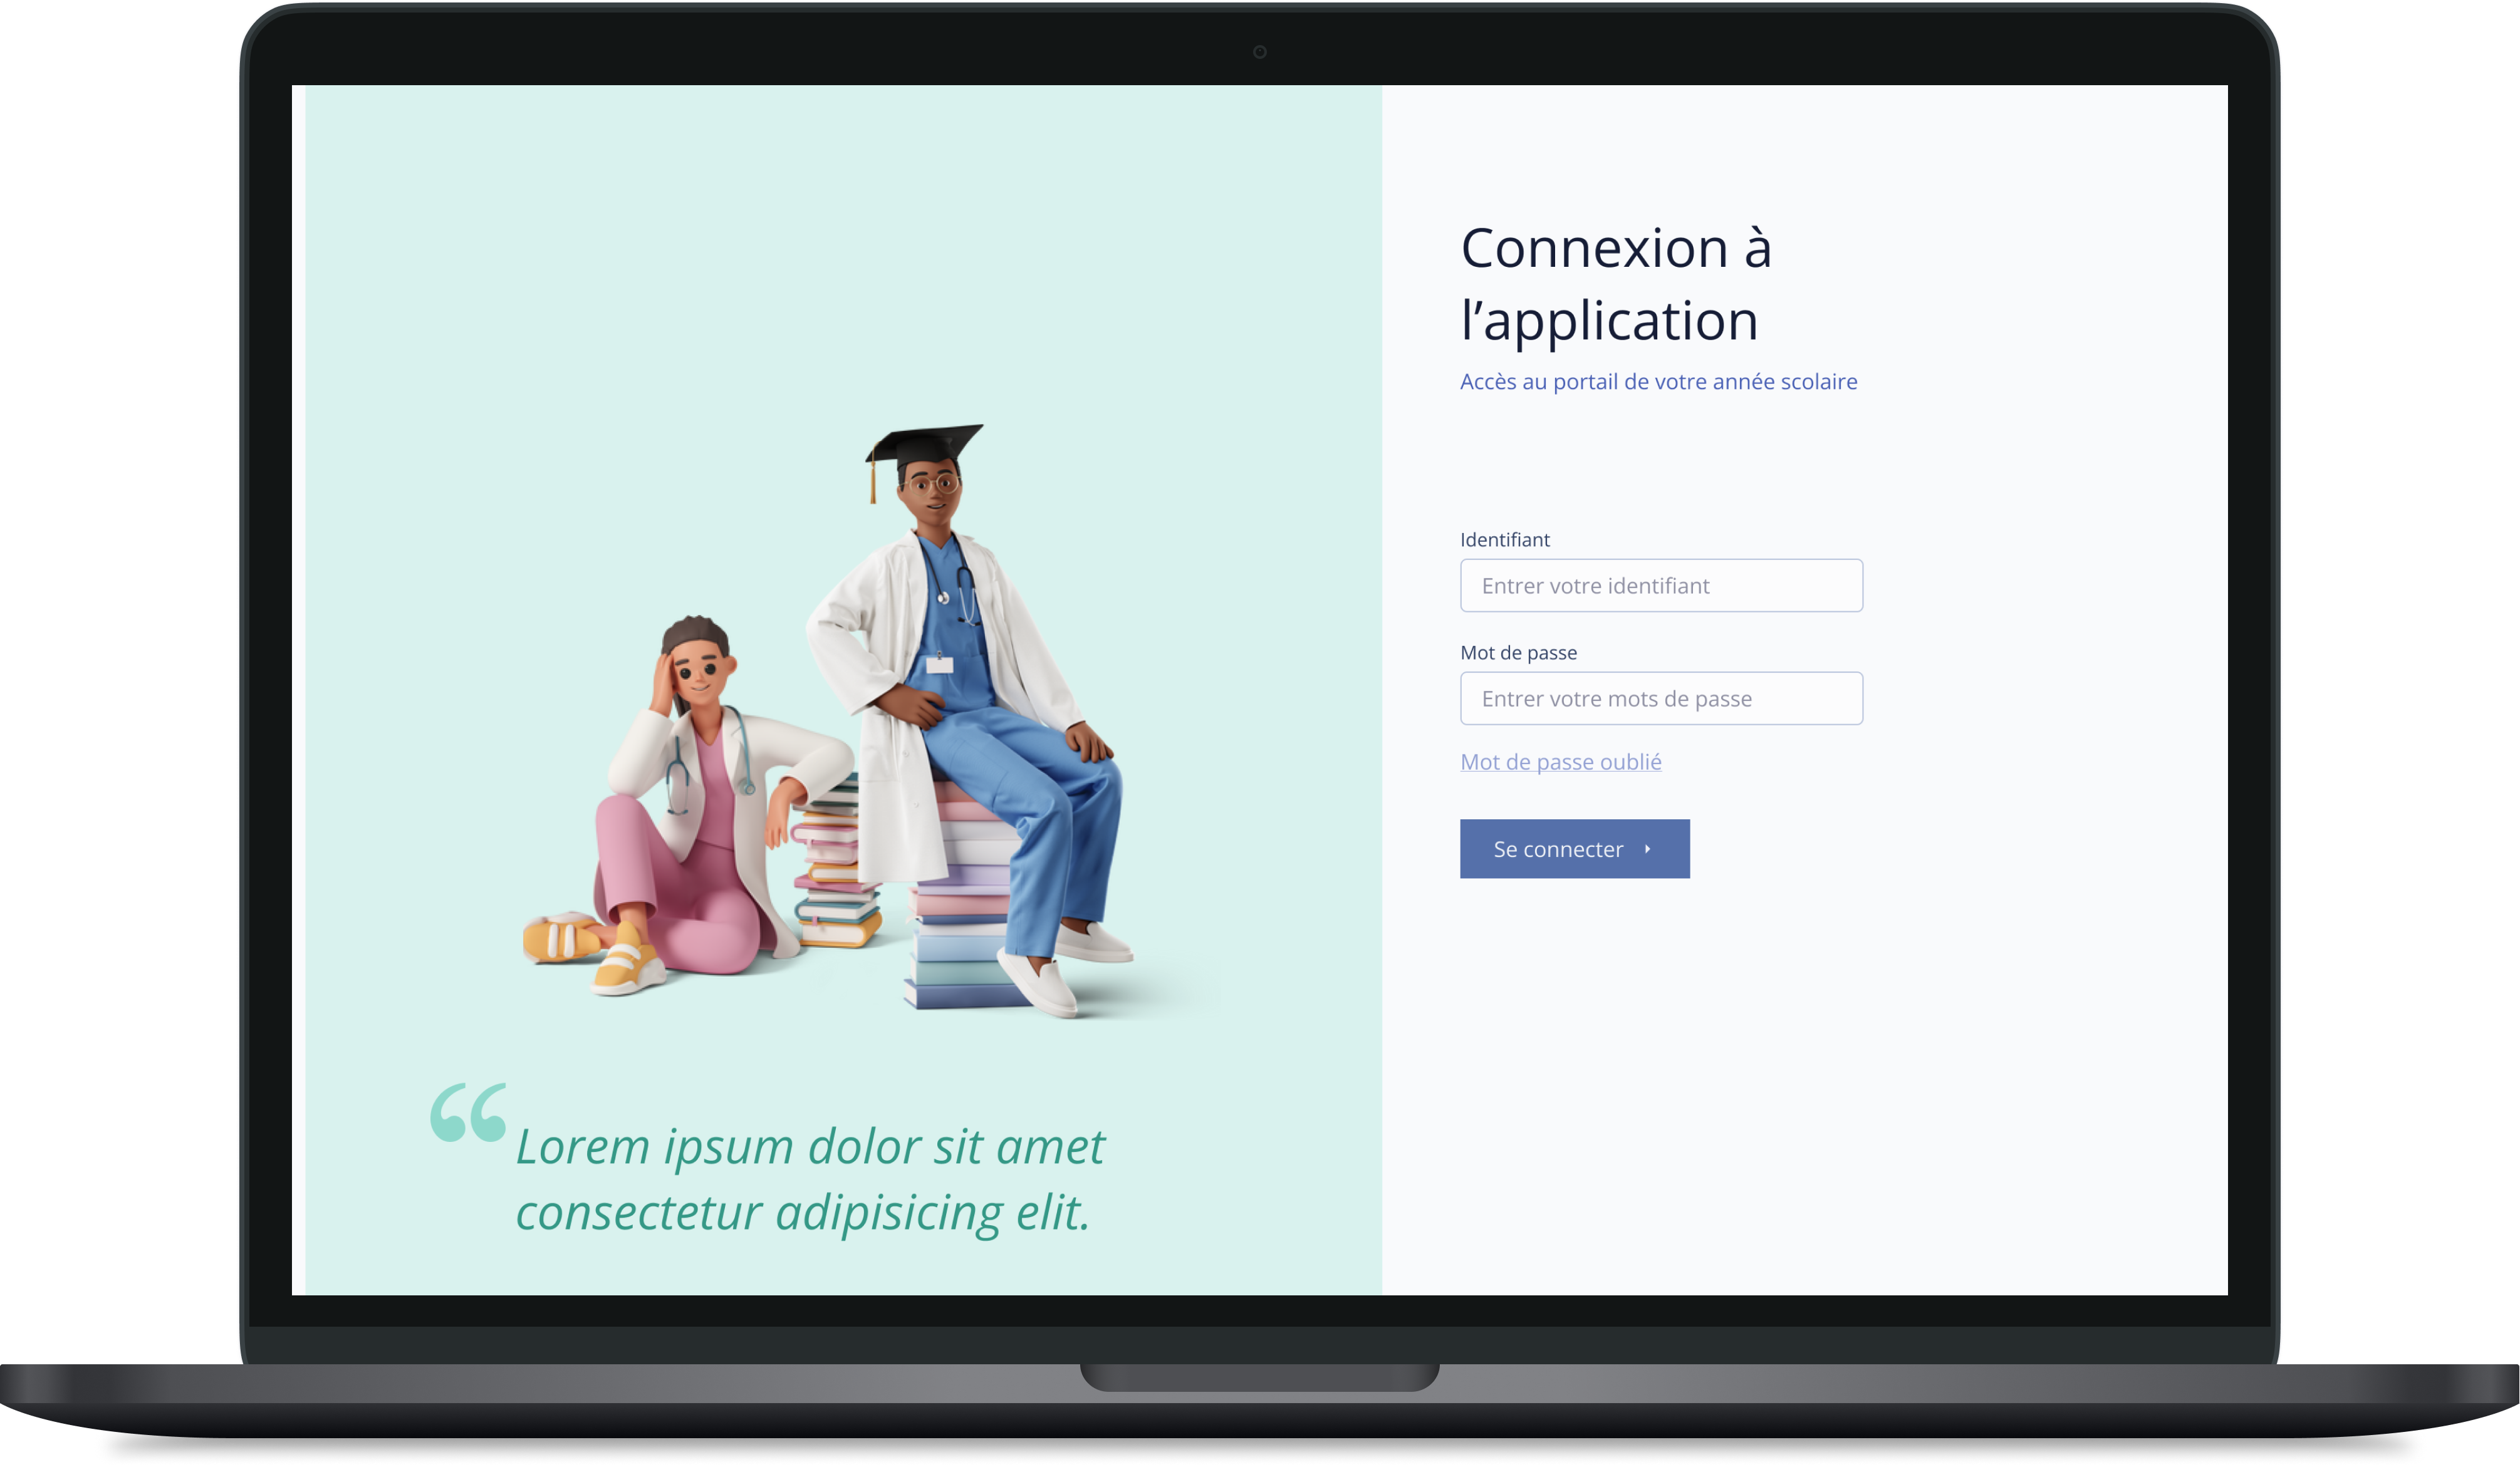 Connexion à
l’application
Accès au portail de votre année scolaire
Identifiant
Entrer votre identifiant
Mot de passe
Entrer votre mots de passe
Mot de passe oublié
Se connecter
“
Lorem ipsum dolor sit amet
consectetur adipisicing elit.